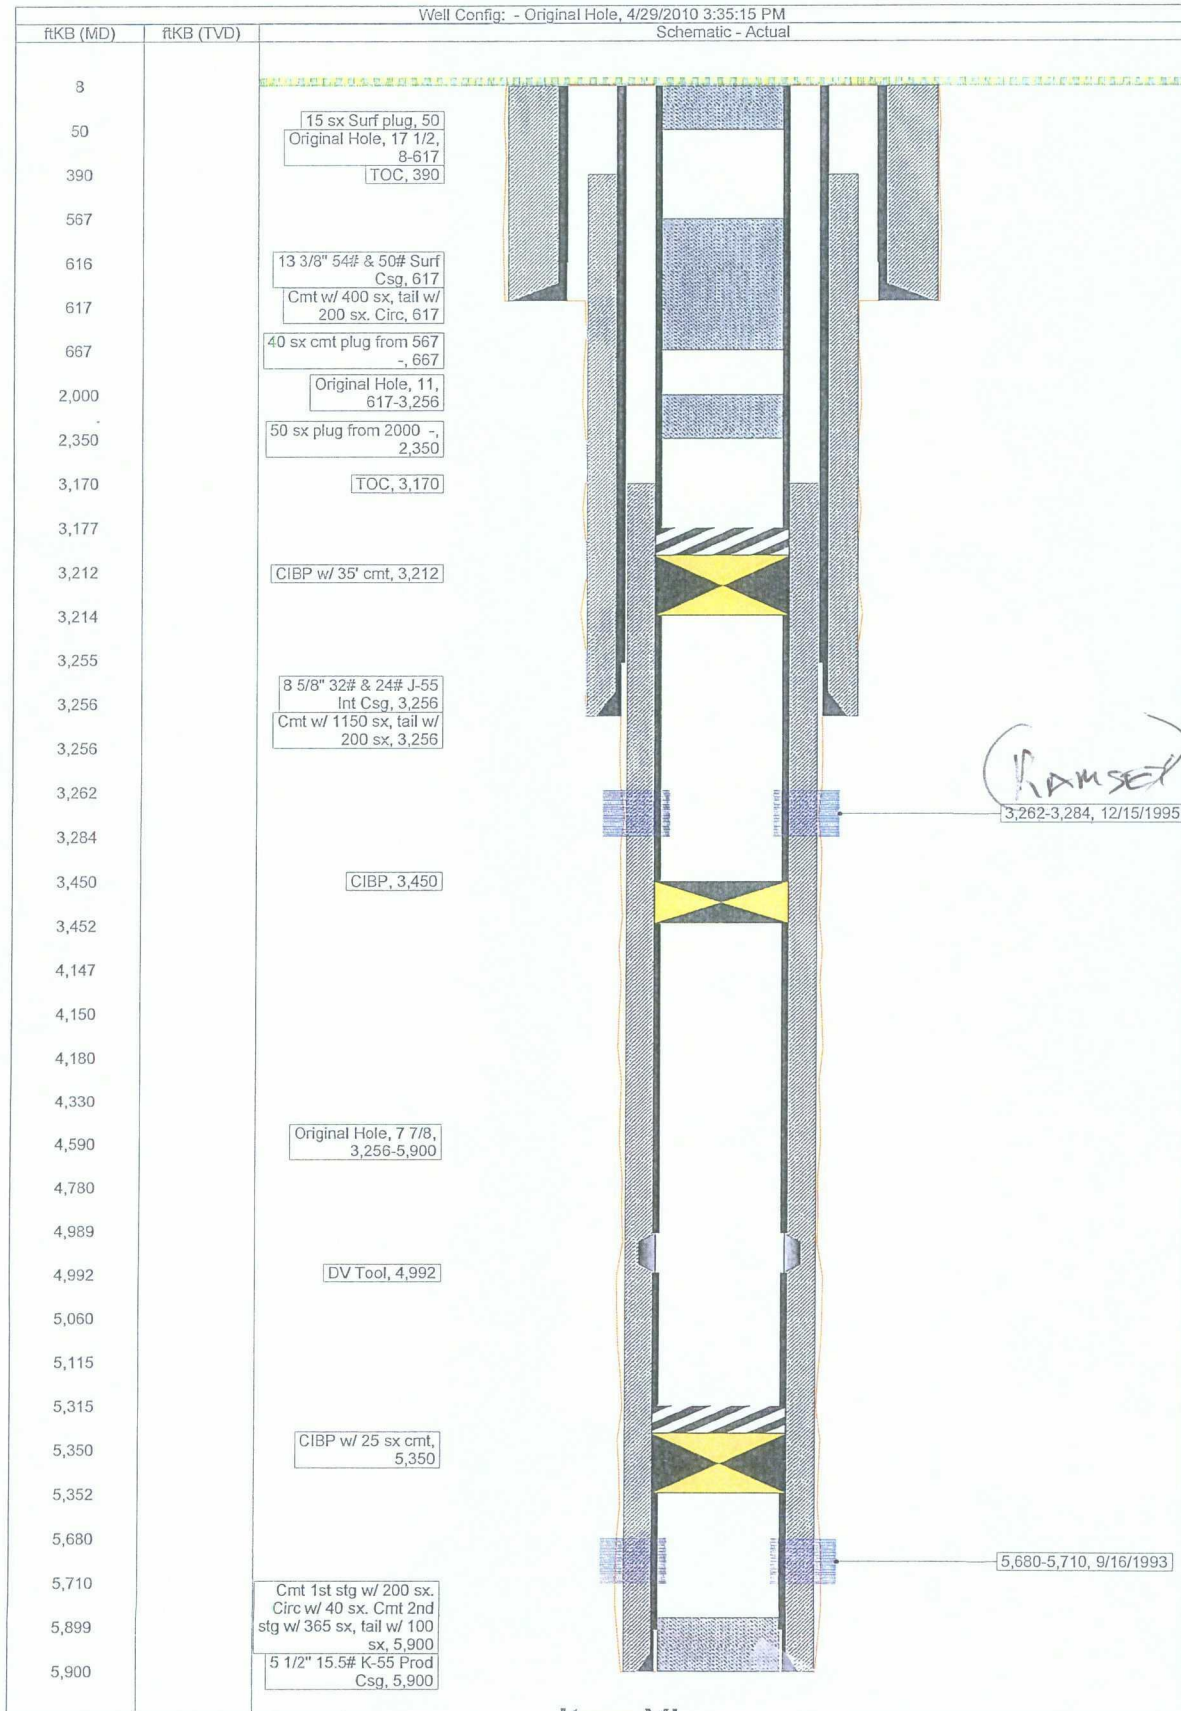 Well Config: - Original Hole, 4/29/2010 3:35:15 PM
ftKB (MD)
ftKB (TVD)
Schematic - Actual
8
50
390
567
616
617
667
2,000
2,350
3,170
3,177
3,212
3,214
3,255
3,256
3,256
3,262
3,284
3,450
3,452
4,147
4,150
4,180
4,330
4,590
4,780
4,989
4,992
5,060
5,115
5,315
5,350
5,352
5,680
5,710
5,899
5,900
15 sx Surf plug, 50
Original Hole, 17 1/2,
8-617
TOC, 390
13 3/8" 54# & 50# Surf
Csg, 617
Cmt w/ 400 sx, tail w/
200 sx. Circ, 617
40 sx cmt plug from 567
-, 667
Original Hole, 11,
617-3,256
50 sx plug from 2000 -,
2,350
TOC, 3,170
CIBP w/ 35' cmt, 3,212
8 5/8" 32# & 24# J-55
Int Csg, 3,256
Cmt w/ 1150 sx, tail w/
200 sx, 3,256
CIBP, 3,450
Original Hole, 7 7/8,
3,256-5,900
DV Tool, 4,992
CIBP w/ 25 sx cmt,
5,350
Cmt 1st stg w/ 200 sx.
Circ w/ 40 sx. Cmt 2nd
stg w/ 365 sx, tail w/ 100
sx, 5,900
5 1/2" 15.5# K-55 Prod
Csg, 5,900
3,262-3,284, 12/15/1995
5,680-5,710, 9/16/1993